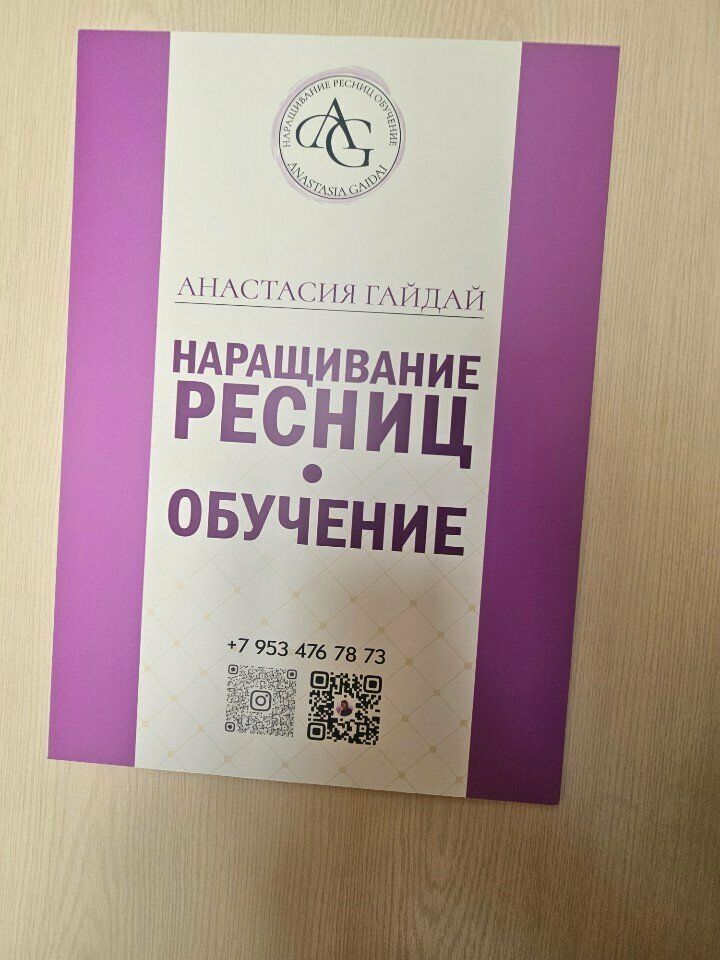 НАРАЩИВАНИЕ РЕСНИЦ ОБУЧЕНИЕ
AG
ANASTASIA GAIDAI
АНАСТАСИЯ ГАЙДАЙ
НАРАЩИВАНИЕ
РЕСНИЦ
•
ОБУЧЕНИЕ
+7 953 476 78 73